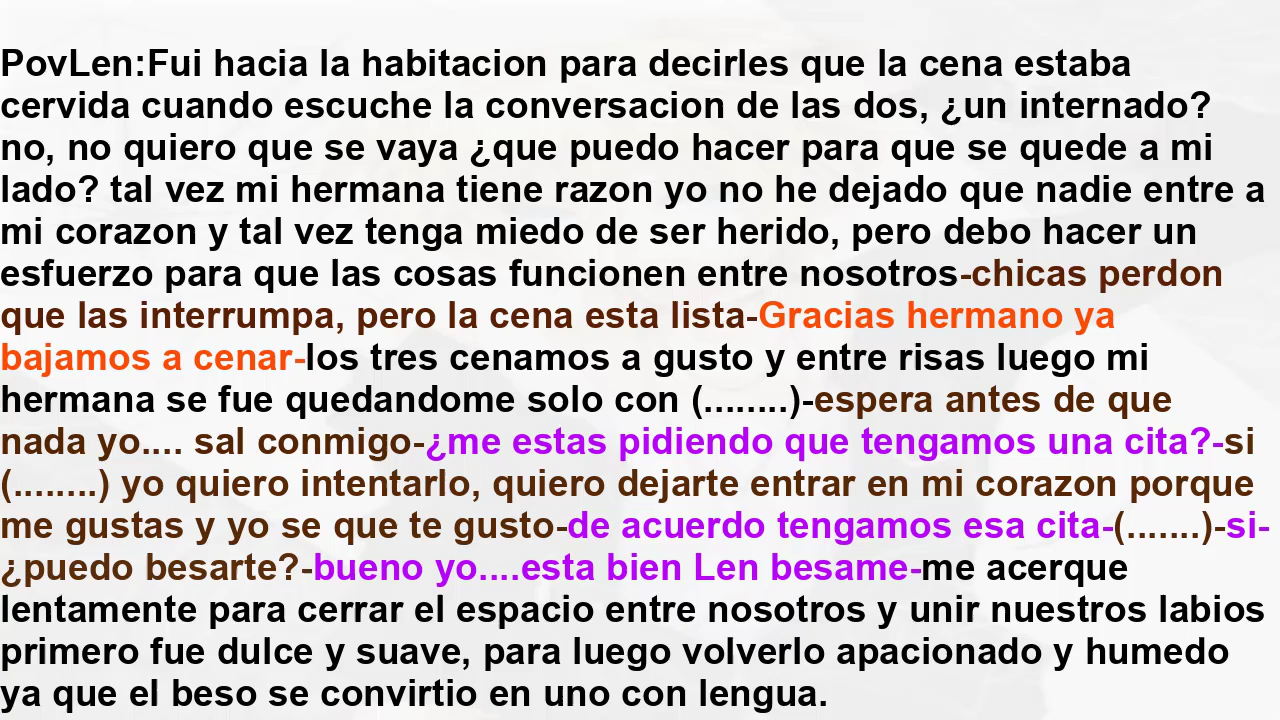 PovLen:Fui hacia la habitacion para decirles que la cena estaba
cervida cuando escuche la conversacion de las dos, ¿un internado?
no, no quiero que se vaya ¿que puedo hacer para que se quede a mi
lado? tal vez mi hermana tiene razon yo no he dejado que nadie entre a
mi corazon y tal vez tenga miedo de ser herido, pero debo hacer un
esfuerzo para que las cosas funcionen entre nosotros-chicas perdon
que las interrumpa, pero la cena esta lista-Gracias hermano ya
bajamos a cenar-los tres cenamos a gusto y entre risas luego mi
hermana se fue quedandome solo con (........)-espera antes de que
nada yo.... sal conmigo-¿me estas pidiendo que tengamos una cita?-si
(........) yo quiero intentarlo, quiero dejarte entrar en mi corazon porque
me gustas y yo se que te gusto-de acuerdo tengamos esa cita-(.......)-si-
¿puedo besarte?-bueno yo....esta bien Len besame-me acerque
lentamente para cerrar el espacio entre nosotros y unir nuestros labios
primero fue dulce y suave, para luego volverlo apacionado y humedo
ya que el beso se convirtio en uno con lengua.